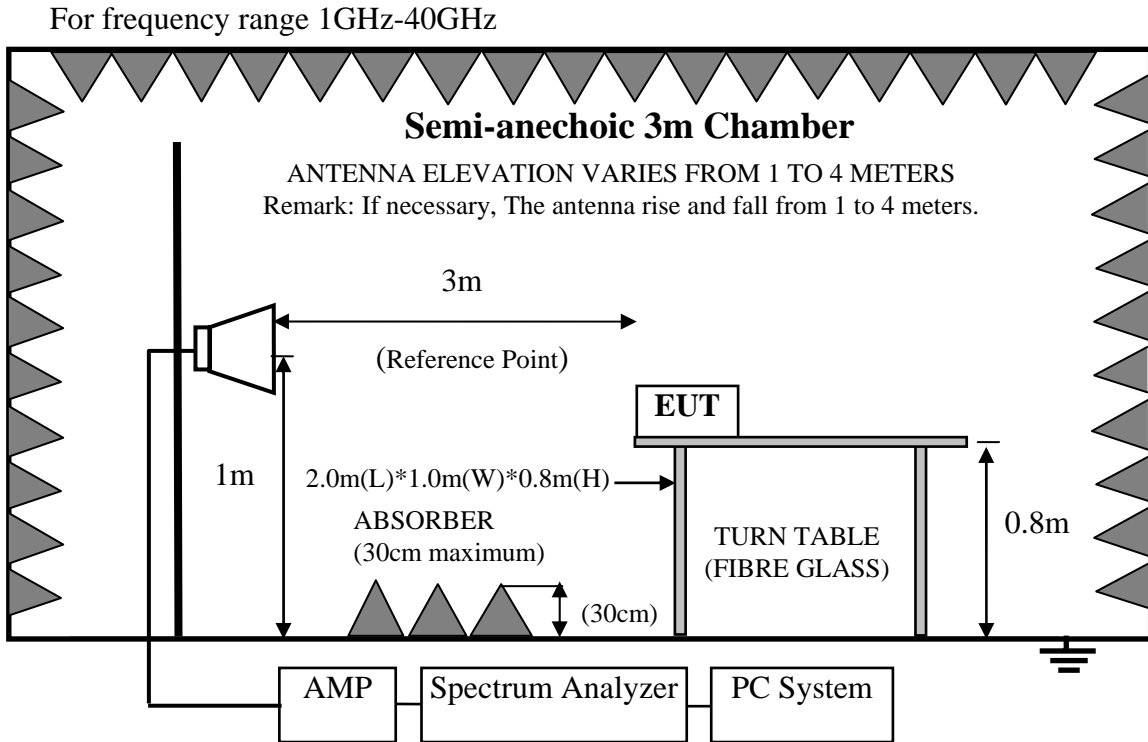 For frequency range 1GHz-40GHz
Semi-anechoic 3m Chamber
ANTENNA ELEVATION VARIES FROM 1 TO 4 METERS
Remark: If necessary, The antenna rise and fall from 1 to 4 meters.
3m
(Reference Point)
EUT
1m
2.0m(L)*1.0m(W)*0.8m(H)
ABSORBER
(30cm maximum)
TURN TABLE
(FIBRE GLASS)
0.8m
(30cm)
AMP
Spectrum Analyzer
PC System